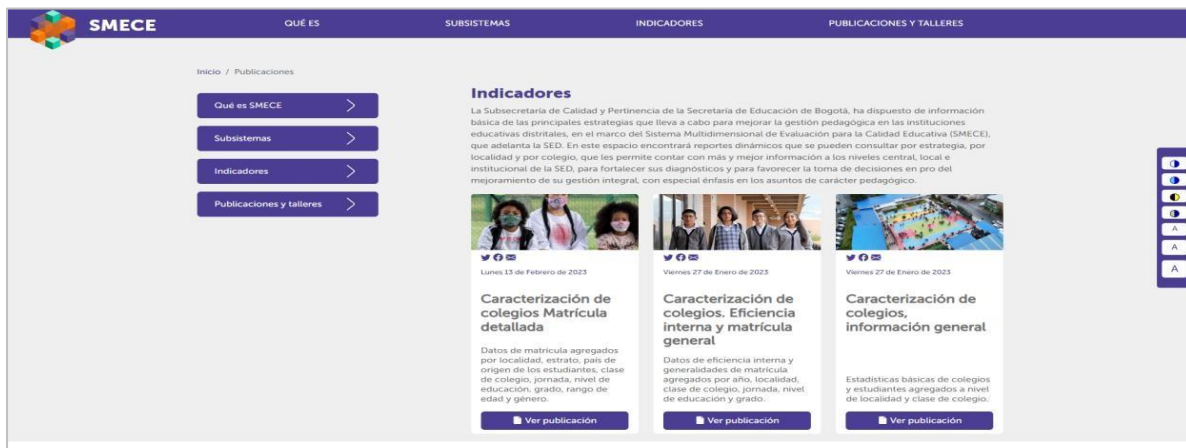 SMECE
QUÉ ES
SUBSISTEMAS
INDICADORES
PUBLICACIONES Y TALLERES
Inicio / Publicaciones
Qué es SMECE
Subsistemas
Indicadores
Publicaciones y talleres
Indicadores
La Subsecretaría de Calidad y Pertinencia de la Secretaría de Educación de Bogotá, ha dispuesto de información
básica de las principales estrategias que lleva a cabo para mejorar la gestión pedagógica en las instituciones
educativas distritales, en el marco del Sistema Multidimensional de Evaluación para la Calidad Educativa (SMECE),
que adelanta la SED. En este espacio encontrará reportes dinámicos que se pueden consultar por estrategia, por
localidad y por colegio, que les permite contar con más y mejor información a los niveles central, local e
institucional de la SED, para fortalecer sus diagnósticos y para favorecer la toma de decisiones en pro del
mejoramiento de su gestión integral, con especial énfasis en los asuntos de carácter pedagógico.
Lunes 13 de Febrero de 2023
Caracterización de
colegios Matrícula
detallada
Datos de matrícula agregados
por localidad, estrato, país de
origen de los estudiantes, clase
de colegio, jornada, nivel de
educación, grado, rango de
edad y género.
Ver publicación
Viernes 27 de Enero de 2023
Caracterización de
colegios. Eficiencia
interna y matrícula
general
Datos de eficiencia interna y
generalidades de matrícula
agregados por año, localidad,
clase de colegio, jornada, nivel
de educación y grado.
Ver publicación
Viernes 27 de Enero de 2023
Caracterización de
colegios,
información general
Estadísticas básicas de colegios
y estudiantes agregados a nivel
de localidad y clase de colegio.
Ver publicación
A
A
A